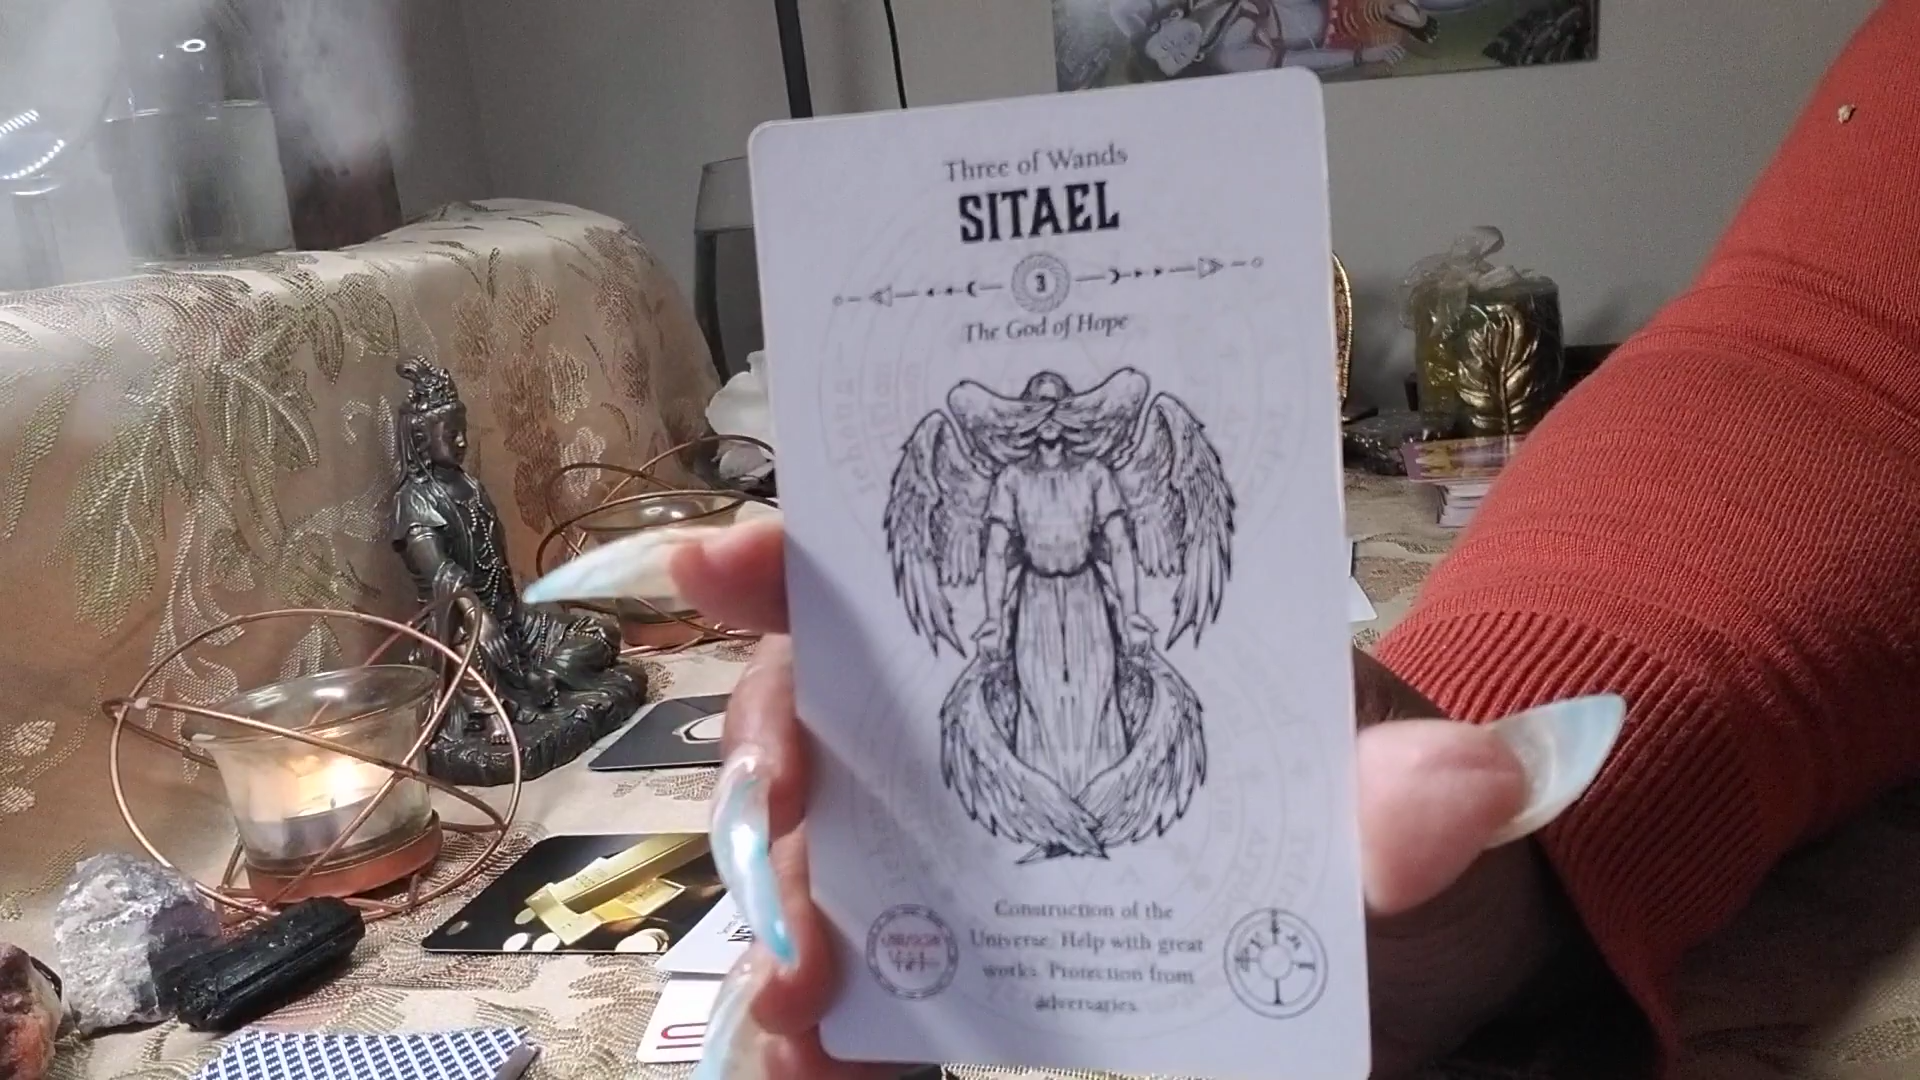 Three of Wands
SITAEL
3
The God of Hope
Construction of the
Universe. Help with great
works. Protection from
adversaries.